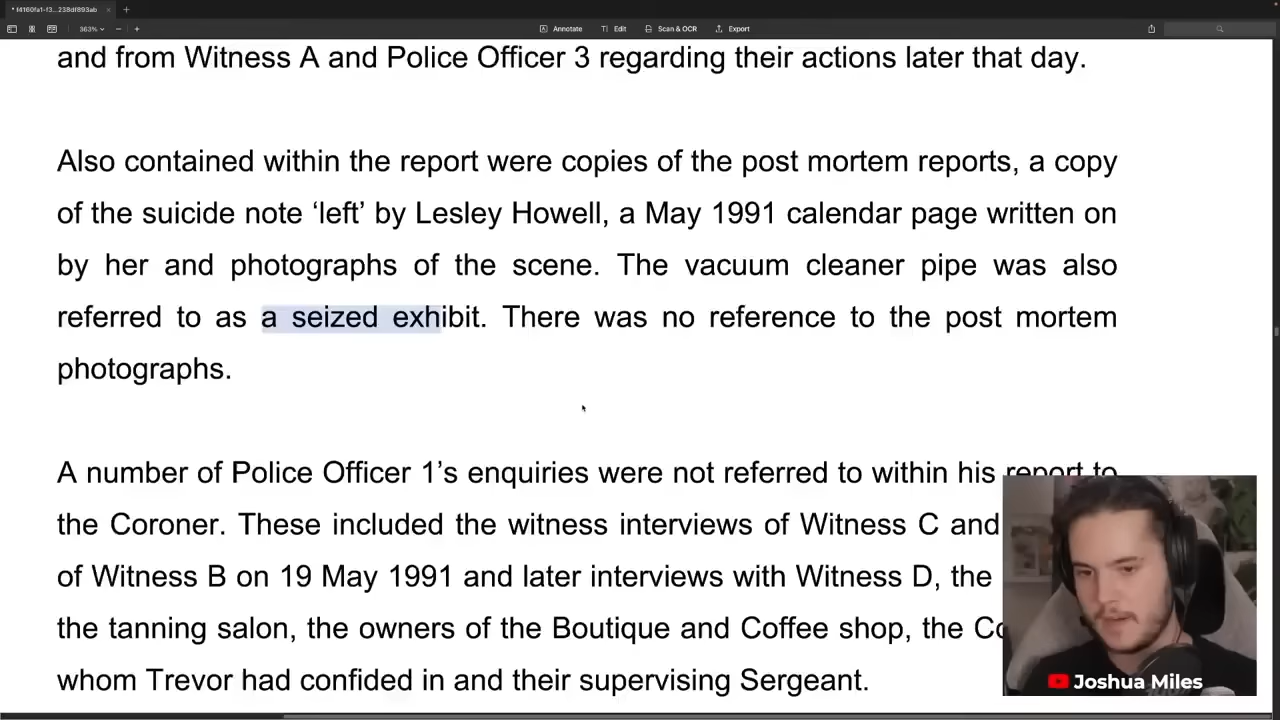 t4160fa1-f3...238df893ab
363%
Annotate
Edit
Scan & OCR
Export
and from Witness A and Police Officer 3 regarding their actions later that day.
Also contained within the report were copies of the post mortem reports, a copy
of the suicide note ‘left’ by Lesley Howell, a May 1991 calendar page written on
by her and photographs of the scene. The vacuum cleaner pipe was also
referred to as a seized exhibit. There was no reference to the post mortem
photographs.
A number of Police Officer 1’s enquiries were not referred to within his report to
the Coroner. These included the witness interviews of Witness C and
of Witness B on 19 May 1991 and later interviews with Witness D, the
the tanning salon, the owners of the Boutique and Coffee shop, the
whom Trevor had confided in and their supervising Sergeant.
Joshua Miles